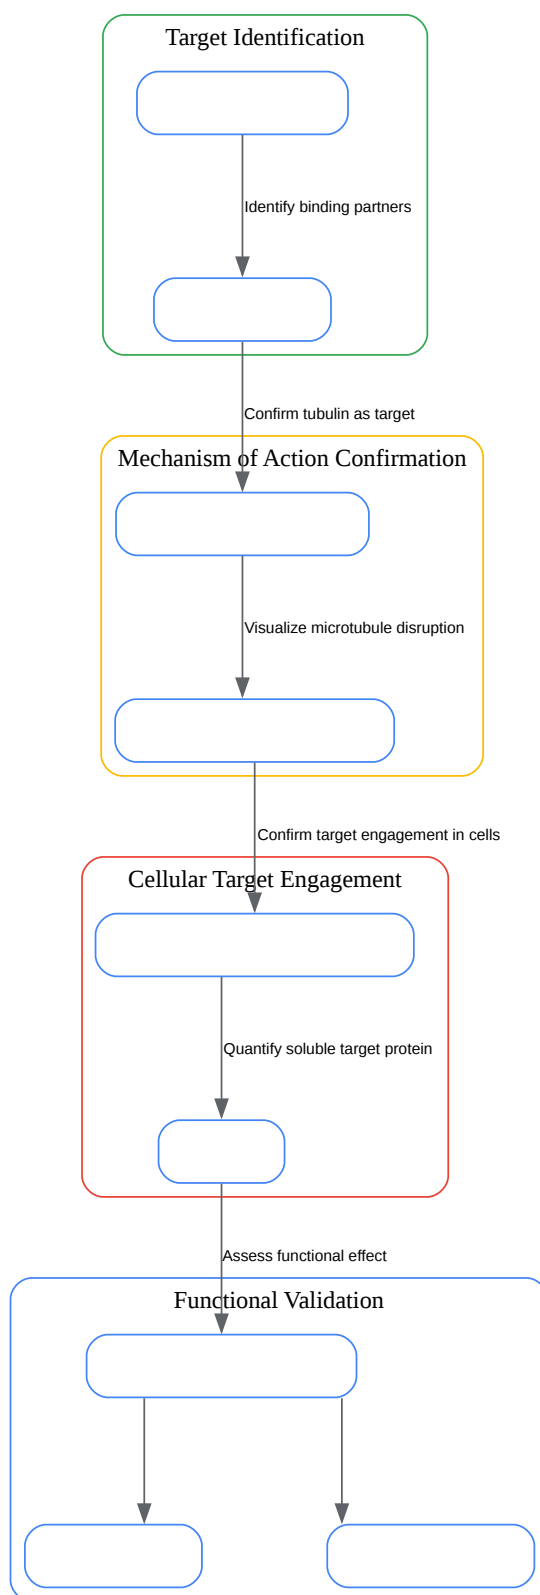 Target Identification
Identify binding partners
Confirm tubulin as target
Mechanism of Action Confirmation
Visualize microtubule disruption
Confirm target engagement in cells
Cellular Target Engagement
Quantify soluble target protein
Assess functional effect
Functional Validation